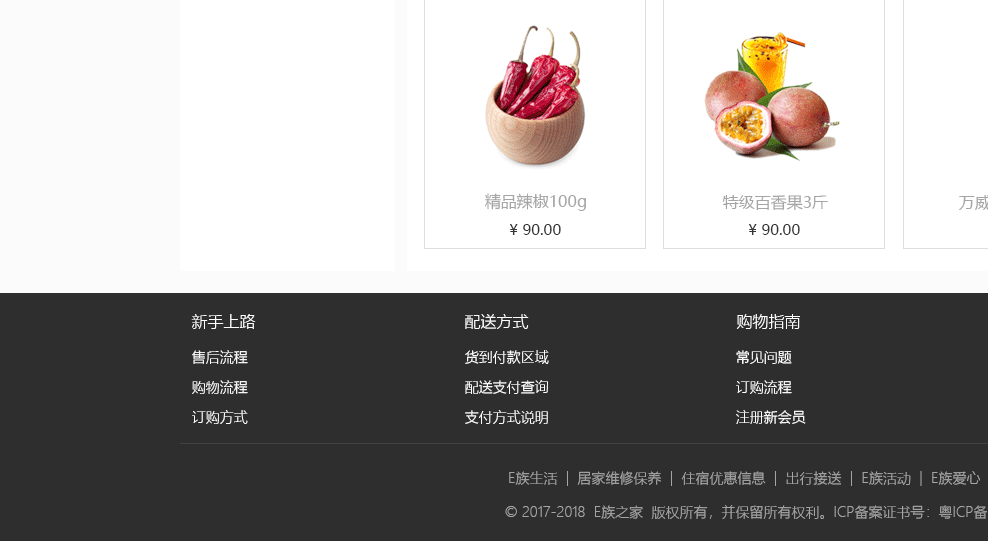 精品辣椒100g
特级百香果3斤
万威
¥ 90.00
¥ 90.00
新手上路
配送方式
购物指南
售后流程
货到付款区域
常见问题
购物流程
配送支付查询
订购流程
订购方式
支付方式说明
注册新会员
E族生活 | 居家维修保养 | 住宿优惠信息 | 出行接送 | E族活动 | E族爱心
© 2017-2018 E族之家 版权所有，并保留所有权利。ICP备案证书号：粤ICP备